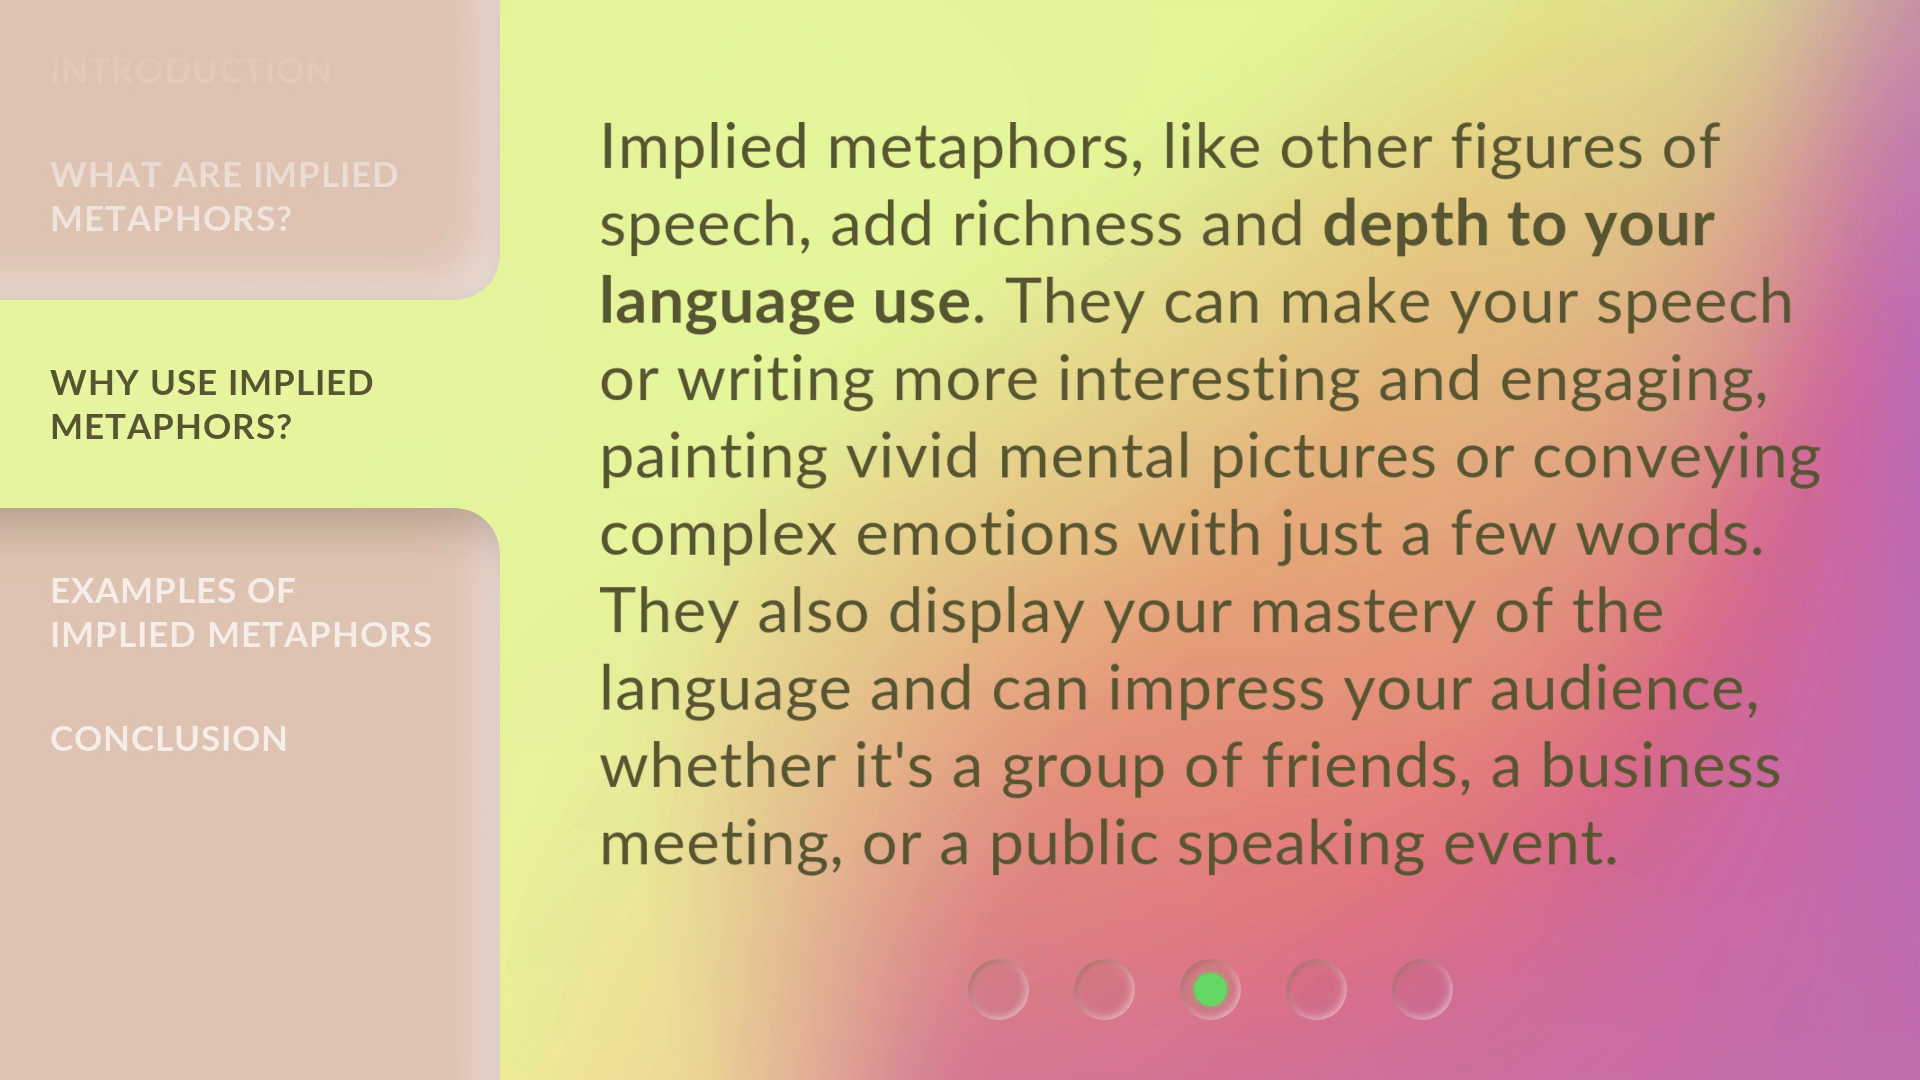 INTRODUCTION
WHAT ARE IMPLIED
METAPHORS?
WHY USE IMPLIED
METAPHORS?
EXAMPLES OF
IMPLIED METAPHORS
CONCLUSION
Implied metaphors, like other figures of
speech, add richness and depth to your
language use. They can make your speech
or writing more interesting and engaging,
painting vivid mental pictures or conveying
complex emotions with just a few words.
They also display your mastery of the
language and can impress your audience,
whether it's a group of friends, a business
meeting, or a public speaking event.